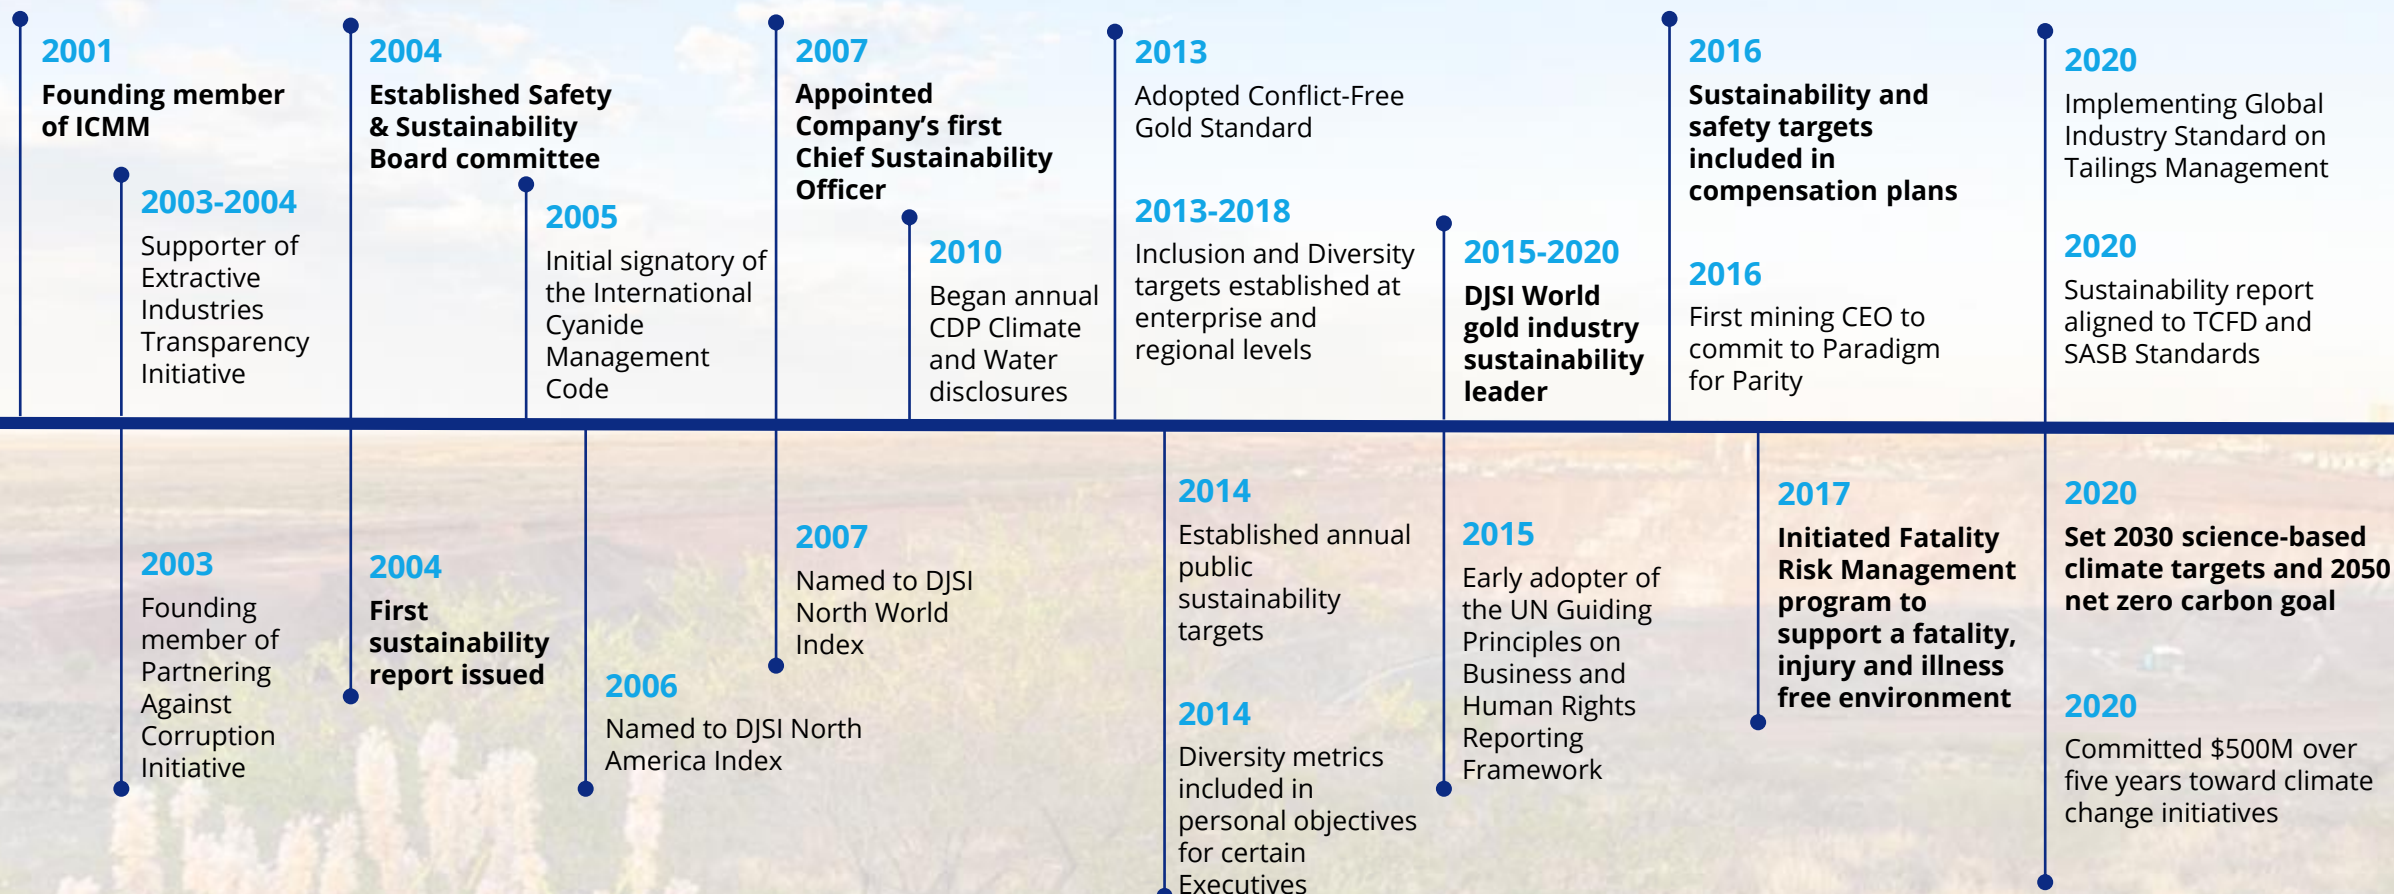 2001
Founding member
of ICMM
2003-2004
Supporter of
Extractive
Industries
Transparency
Initiative
2004
Established Safety
& Sustainability
Board committee
2005
Initial signatory of
the International
Cyanide
Management
Code
2007
Appointed
Company’s first
Chief Sustainability
Officer
2010
Began annual
CDP Climate
and Water
disclosures
2013
Adopted Conflict-Free
Gold Standard
2013-2018
Inclusion and Diversity
targets established at
enterprise and
regional levels
2015-2020
DJSI World
gold industry
sustainability
leader
2016
Sustainability and
safety targets
included in
compensation plans
2016
First mining CEO to
commit to Paradigm
for Parity
2020
Implementing Global
Industry Standard on
Tailings Management
2020
Sustainability report
aligned to TCFD and
SASB Standards
2003
Founding
member of
Partnering
Against
Corruption
Initiative
2004
First
sustainability
report issued
2006
Named to DJSI North
America Index
2007
Named to DJSI
North World
Index
2014
Established annual
public
sustainability
targets
2014
Diversity metrics
included in
personal objectives
for certain
Executives
2015
Early adopter of
the UN Guiding
Principles on
Business and
Human Rights
Reporting
Framework
2017
Initiated Fatality
Risk Management
program to
support a fatality,
injury and illness
free environment
2020
Set 2030 science-based
climate targets and 2050
net zero carbon goal
2020
Committed $500M over
five years toward climate
change initiatives